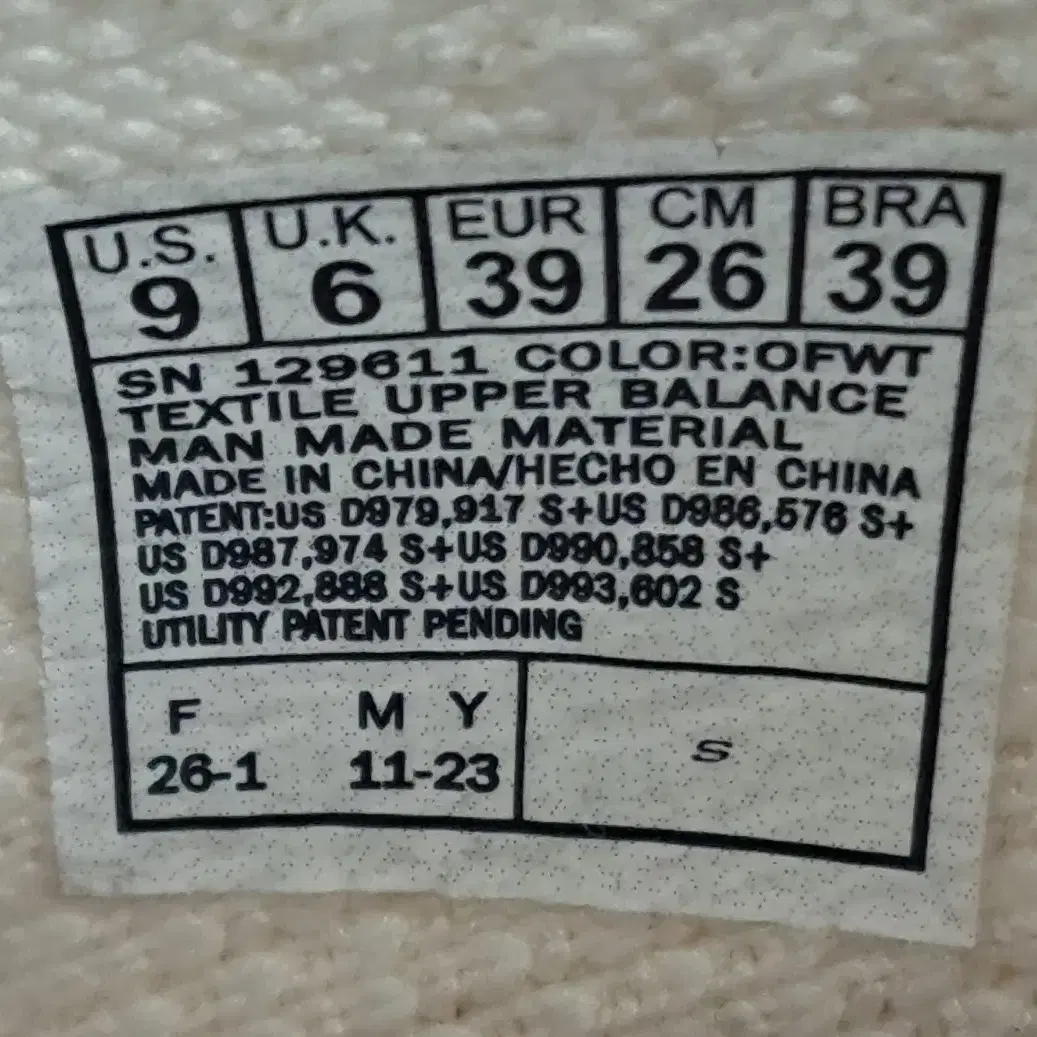 U.S. U.K. EUR CM BRA
9 6 39 26 39
SN 129611 COLOR:OFWT
TEXTILE UPPER BALANCE
MAN MADE MATERIAL
MADE IN CHINA/HECHO EN CHINA
PATENT:US D979,917 S+US D986,576 S+
US D987,974 S+US D990,858 S+
US D992,888 S+US D993,602 S
UTILITY PATENT PENDING
F M Y
26-1 11-23
S